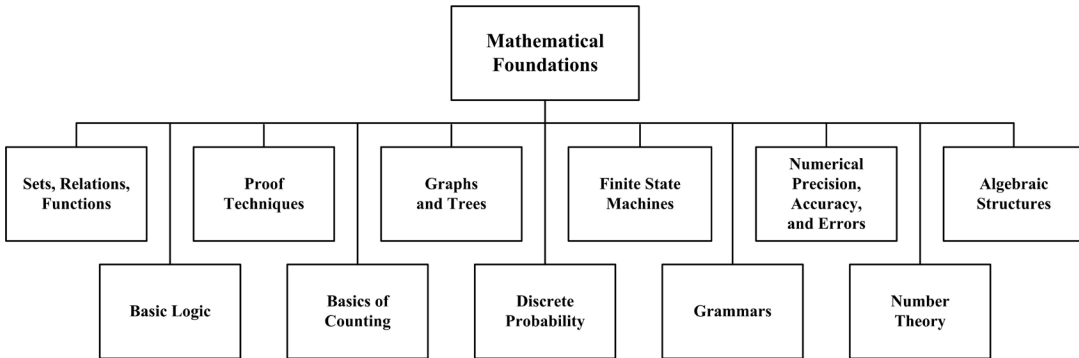 Mathematical
Foundations
Sets, Relations,
Functions
Proof
Techniques
Graphs
and Trees
Finite State
Machines
Numerical
Precision,
Accuracy,
and Errors
Algebraic
Structures
Basic Logic
Basics of
Counting
Discrete
Probability
Grammars
Number
Theory